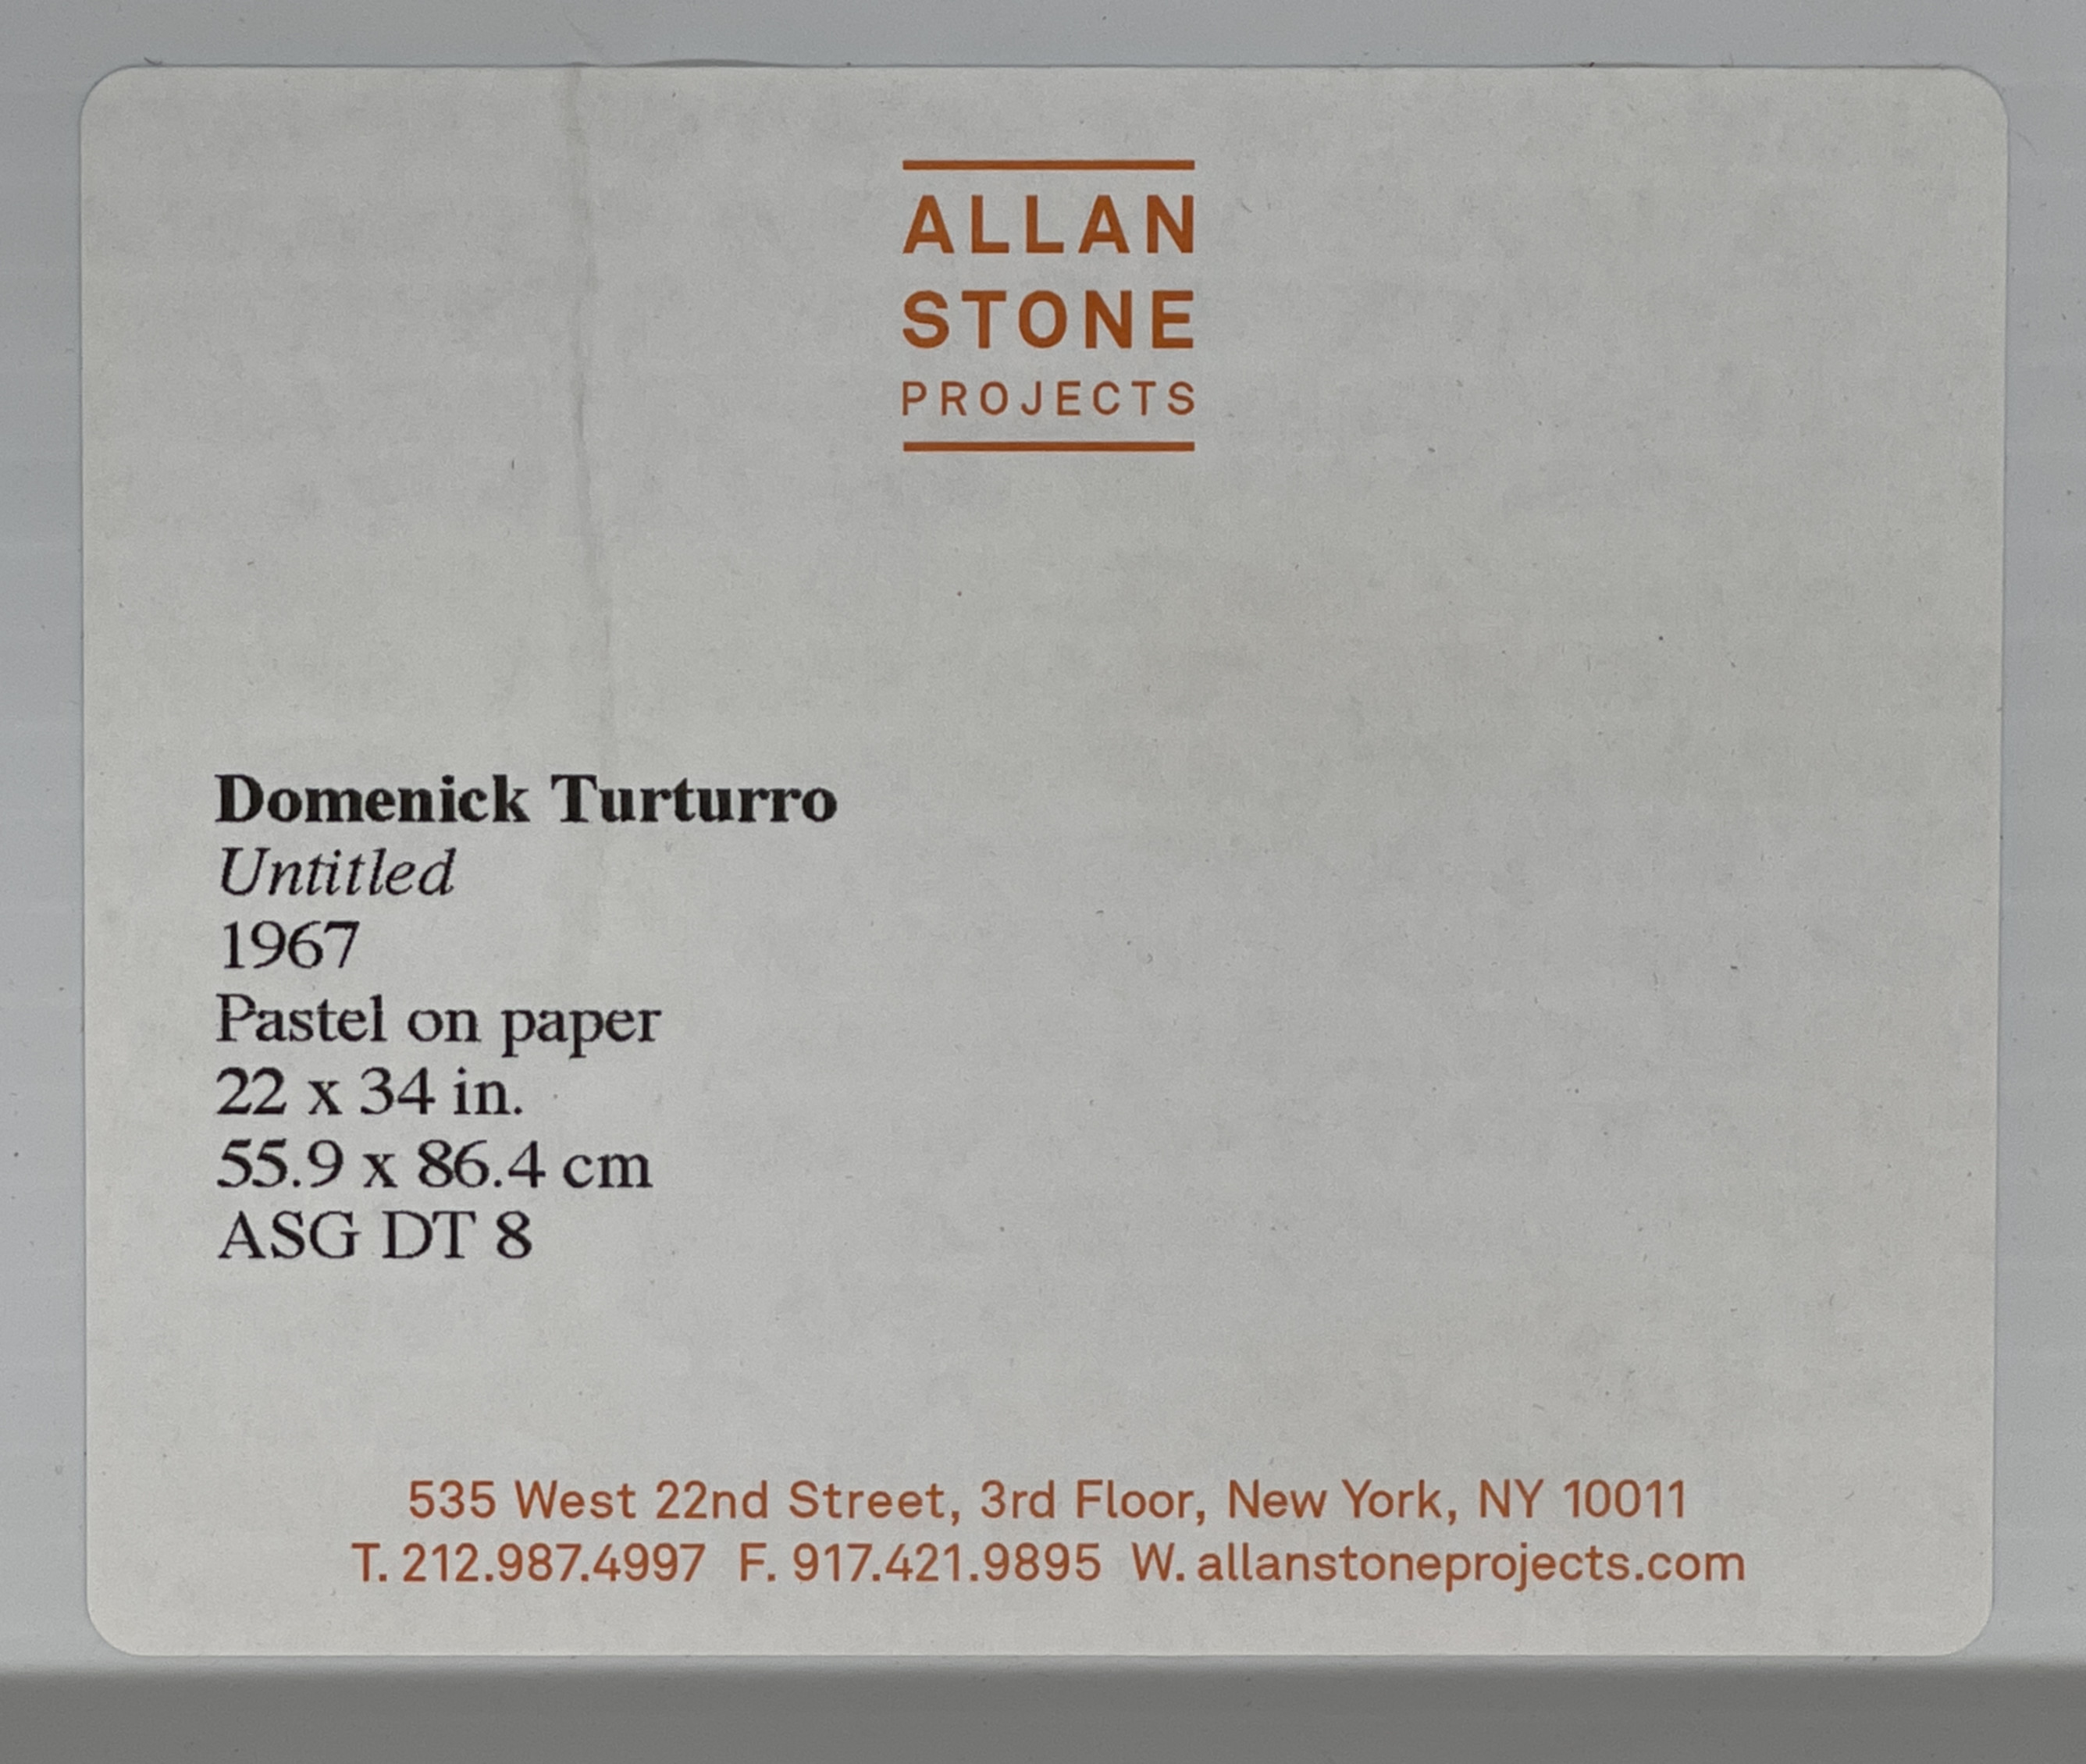 ALLAN
STONE
PROJECTS
Domenick Turturro
Untitled
1967
Pastel on paper
22 x 34 in.
55.9 x 86.4 cm
ASG DT 8
535 West 22nd Street, 3rd Floor, New York, NY 10011
T. 212.987.4997 F. 917.421.9895 W. allanstoneprojects.com